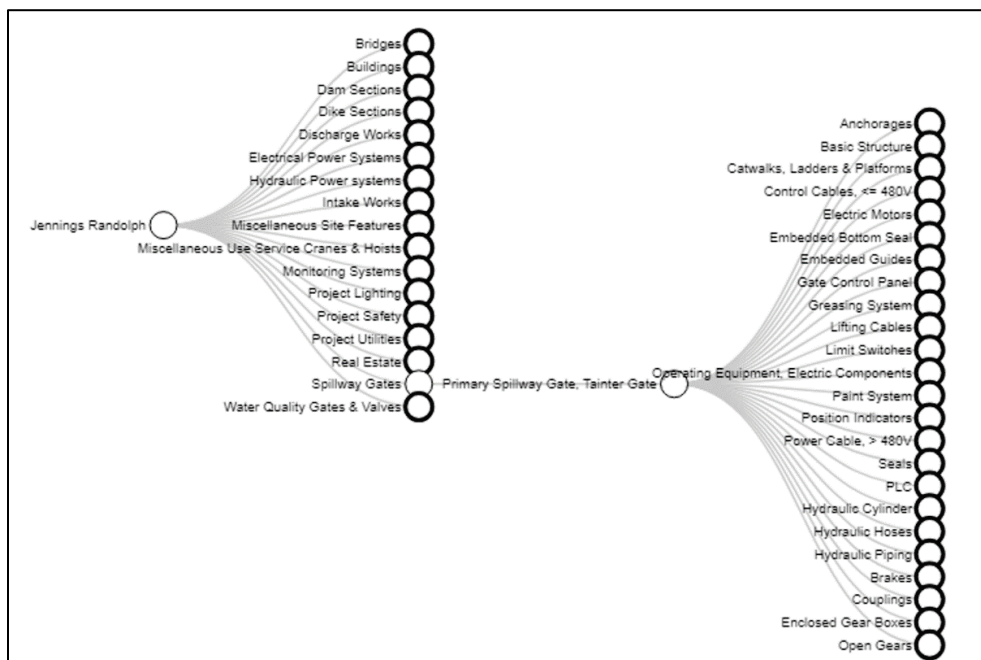 Bridges
Buildings
Dam Sections
Dike Sections
Discharge Works
Electrical Power Systems
Hydraulic Power systems
Intake Works
Jennings Randolph
Miscellaneous Site Features
Miscellaneous Use Service Cranes & Hoists
Monitoring Systems
Project Lighting
Project Safety
Project Utilities
Real Estate
Spillway Gates
Water Quality Gates & Valves
Primary Spillway Gate, Tainter Gate
Anchorages
Basic Structure
Catwalks, Ladders & Platforms
Control Cables, <= 480V
Electric Motors
Embedded Bottom Seal
Embedded Guides
Gate Control Panel
Greasing System
Lifting Cables
Limit Switches
Operating Equipment, Electric Components
Paint System
Position Indicators
Power Cable, > 480V
Seals
PLC
Hydraulic Cylinder
Hydraulic Hoses
Hydraulic Piping
Brakes
Couplings
Enclosed Gear Boxes
Open Gears